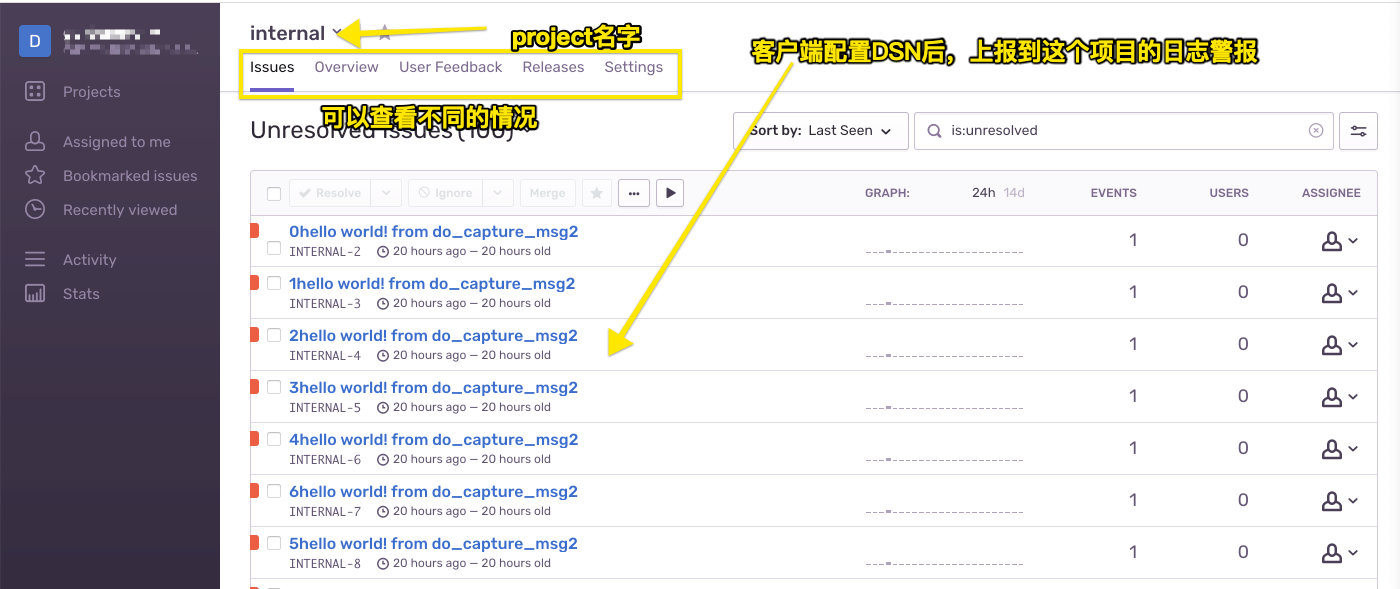 D
internal
project名字
客户端配置DSN后，上报到这个项目的日志警报
Issues Overview User Feedback Releases Settings
可以查看不同的情况
Unresolved Issues (100)
Sort by: Last Seen
is:unresolved
Projects
Assigned to me
Bookmarked issues
Recently viewed
Activity
Stats
Resolve Ignore Merge GRAPH: 24h 14d EVENTS USERS ASSIGNEE
0hello world! from do_capture_msg2 1 0
INTERNAL-2 20 hours ago — 20 hours old
1hello world! from do_capture_msg2 1 0
INTERNAL-3 20 hours ago — 20 hours old
2hello world! from do_capture_msg2 1 0
INTERNAL-4 20 hours ago — 20 hours old
3hello world! from do_capture_msg2 1 0
INTERNAL-5 20 hours ago — 20 hours old
4hello world! from do_capture_msg2 1 0
INTERNAL-6 20 hours ago — 20 hours old
6hello world! from do_capture_msg2 1 0
INTERNAL-7 20 hours ago — 20 hours old
5hello world! from do_capture_msg2 1 0
INTERNAL-8 20 hours ago — 20 hours old